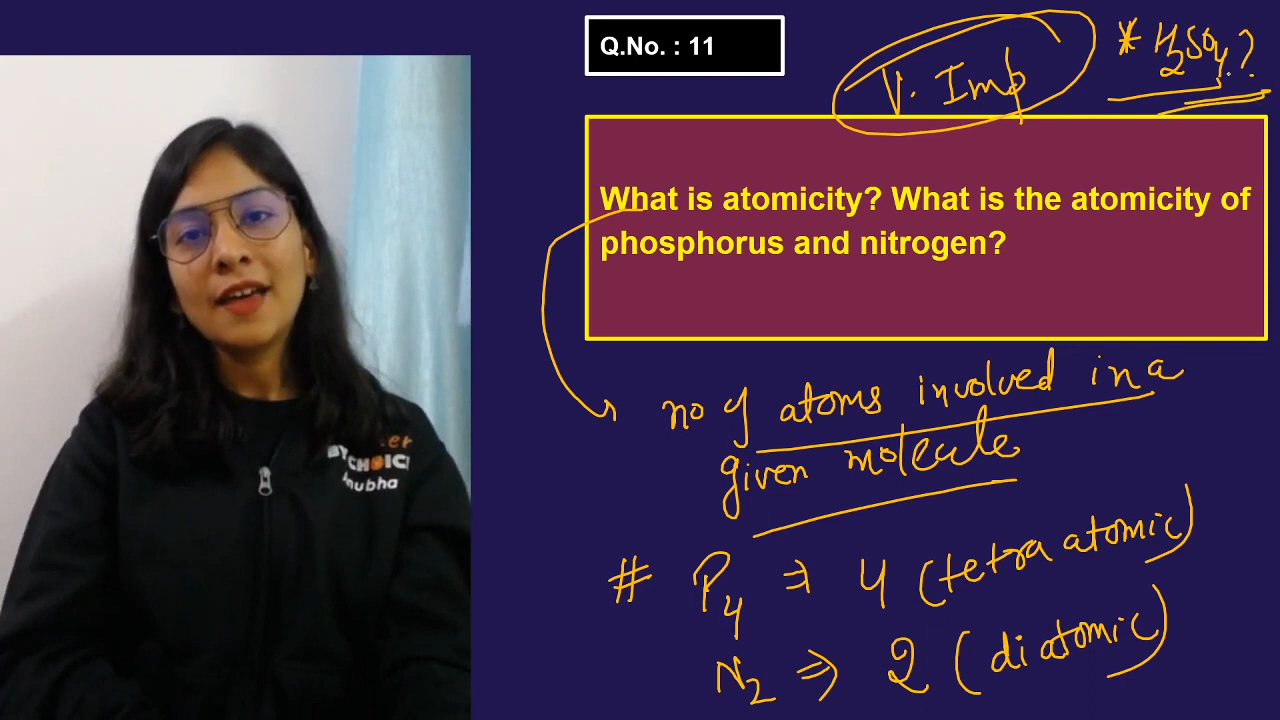 Q.No. : 11
V. Imp
* H2SO4?
What is atomicity? What is the atomicity of
phosphorus and nitrogen?
no of atoms involved in a
given molecule
# P4 ⇒ 4 (tetra atomic)
N2 ⇒ 2 (diatomic)
BY CHOICE
Anubha